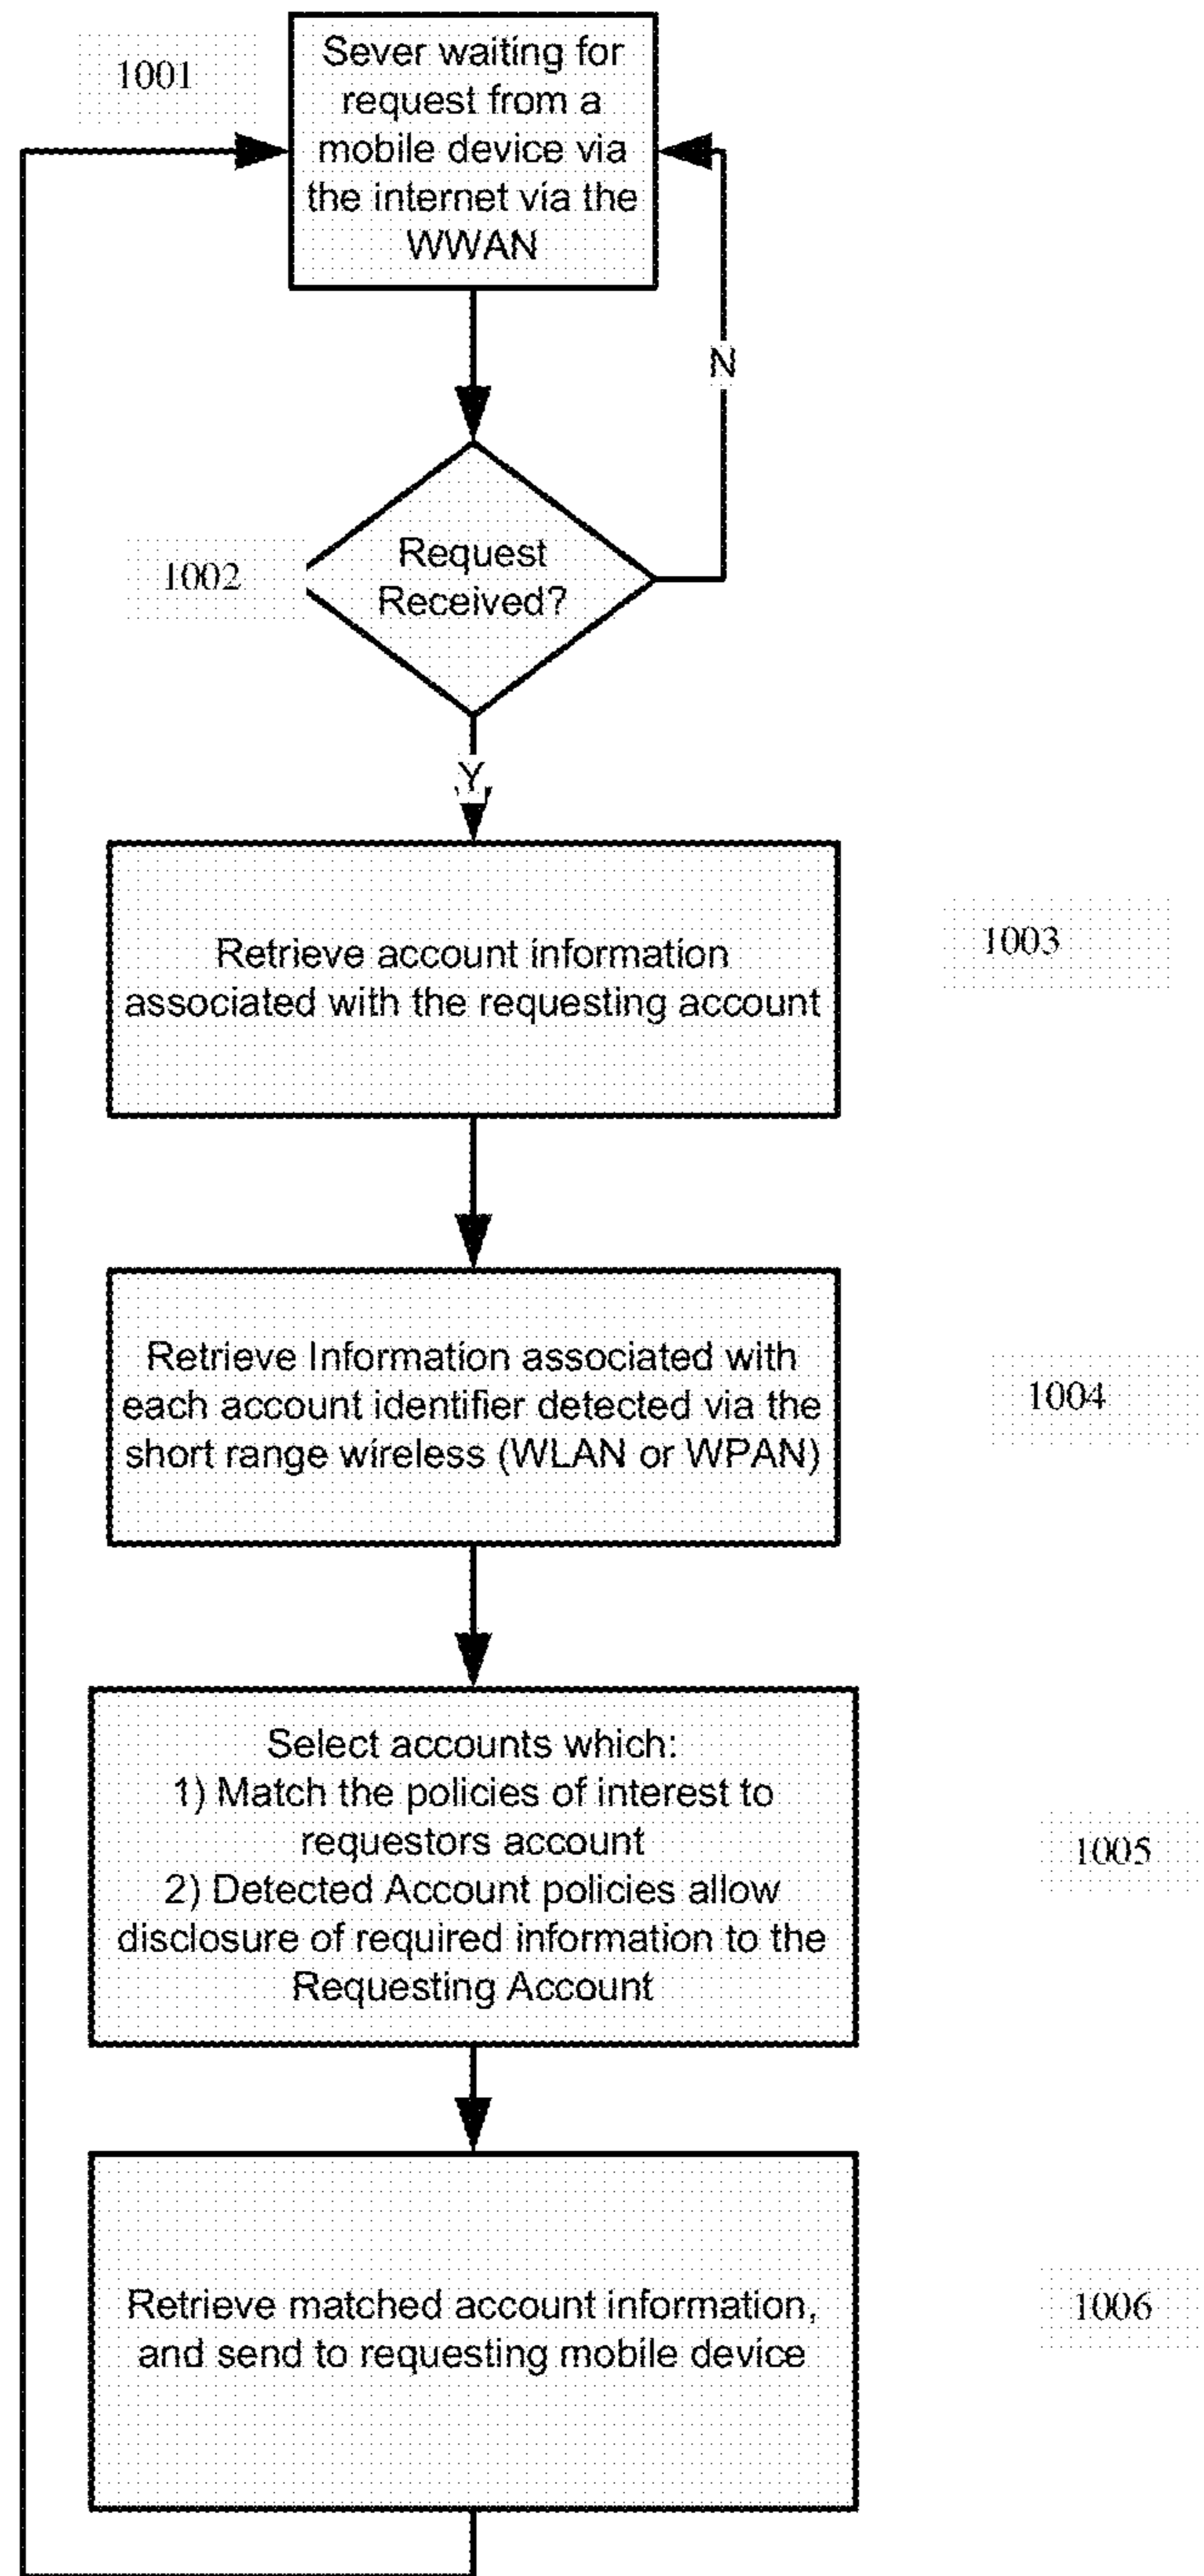 1001
Sever waiting for
request from a
mobile device via
the internet via the
WWAN
N
1002
Request
Received?
Y
Retrieve account information
associated with the requesting account
1003
Retrieve Information associated with
each account identifier detected via the
short range wireless (WLAN or WPAN)
1004
Select accounts which:
1) Match the policies of interest to
requestors account
2) Detected Account policies allow
disclosure of required information to the
Requesting Account
1005
Retrieve matched account information,
and send to requesting mobile device
1006